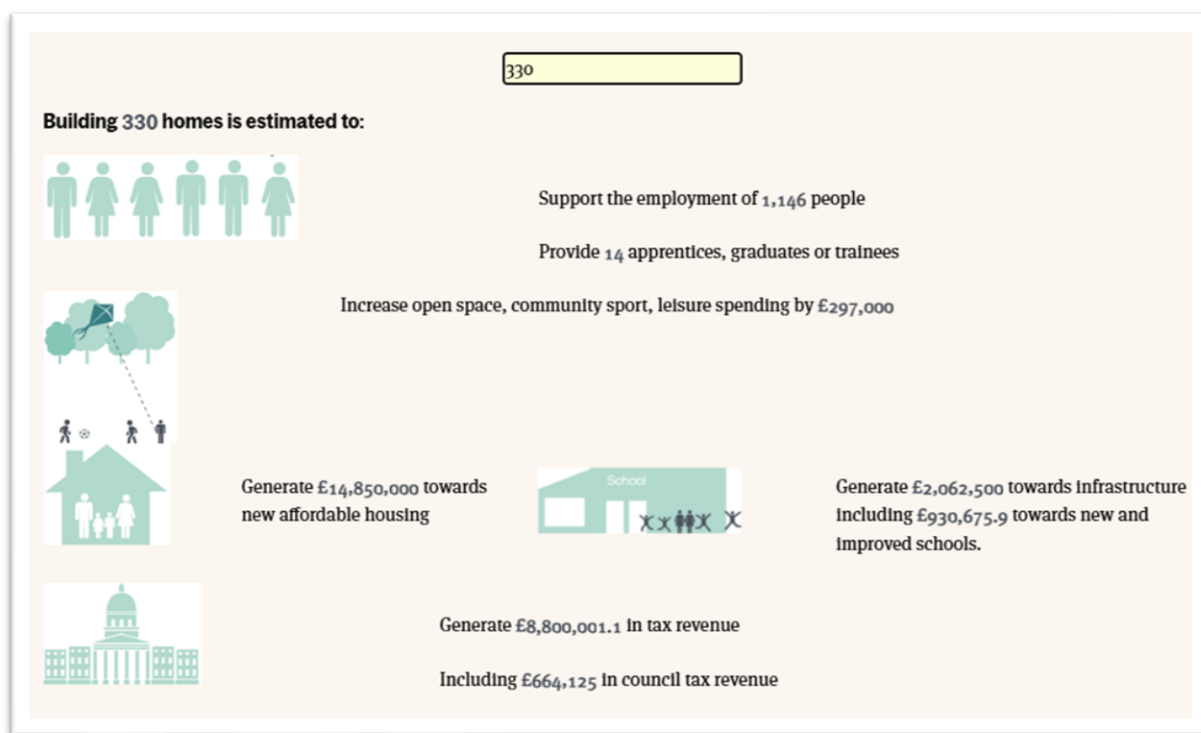 330
Building 330 homes is estimated to:
Support the employment of 1,146 people
Provide 14 apprentices, graduates or trainees
Increase open space, community sport, leisure spending by £297,000
Generate £14,850,000 towards
new affordable housing
School
Generate £2,062,500 towards infrastructure
including £930,675.9 towards new and
improved schools.
Generate £8,800,001.1 in tax revenue
Including £664,125 in council tax revenue